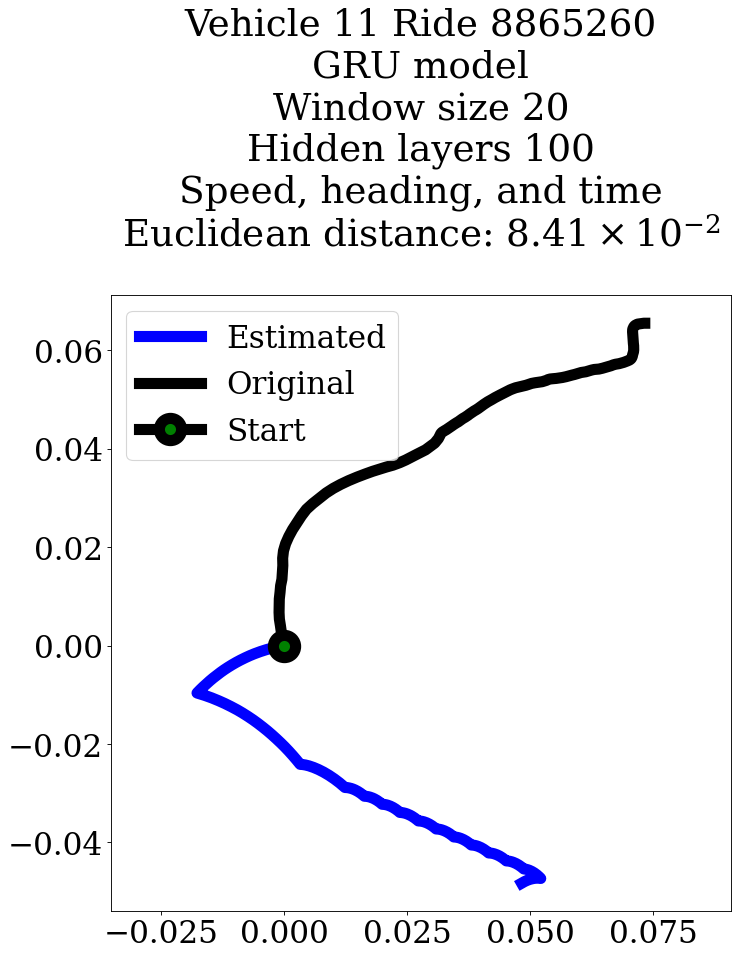 Vehicle 11 Ride 8865260
GRU model
Window size 20
Hidden layers 100
Speed, heading, and time
Euclidean distance: 8.41 × 10⁻²
Estimated
Original
Start
0.06
0.04
0.02
0.00
−0.02
−0.04
−0.025 0.000 0.025 0.050 0.075